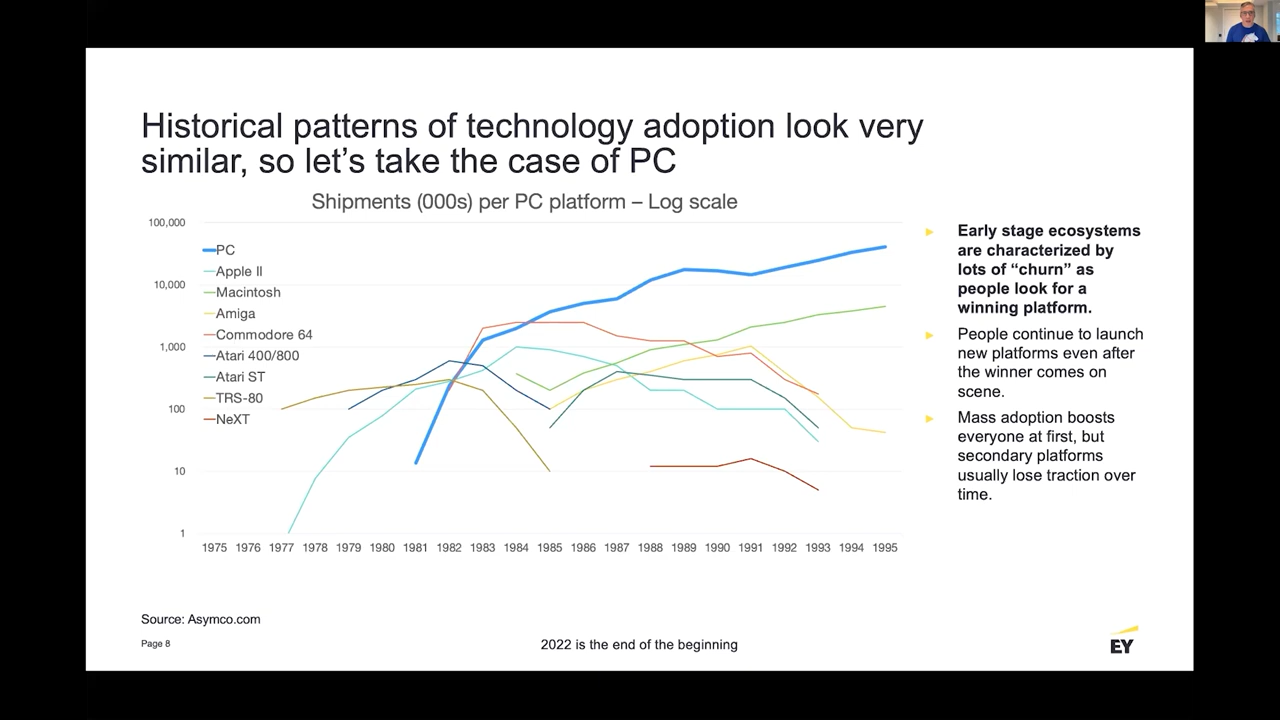 Historical patterns of technology adoption look very
similar, so let’s take the case of PC
Shipments (000s) per PC platform – Log scale
100,000
10,000
1,000
100
10
1
PC
Apple II
Macintosh
Amiga
Commodore 64
Atari 400/800
Atari ST
TRS-80
NeXT
1975 1976 1977 1978 1979 1980 1981 1982 1983 1984 1985 1986 1987 1988 1989 1990 1991 1992 1993 1994 1995
Early stage ecosystems
are characterized by
lots of “churn” as
people look for a
winning platform.
People continue to launch
new platforms even after
the winner comes on
scene.
Mass adoption boosts
everyone at first, but
secondary platforms
usually lose traction over
time.
Source: Asymco.com
Page 8
2022 is the end of the beginning
EY